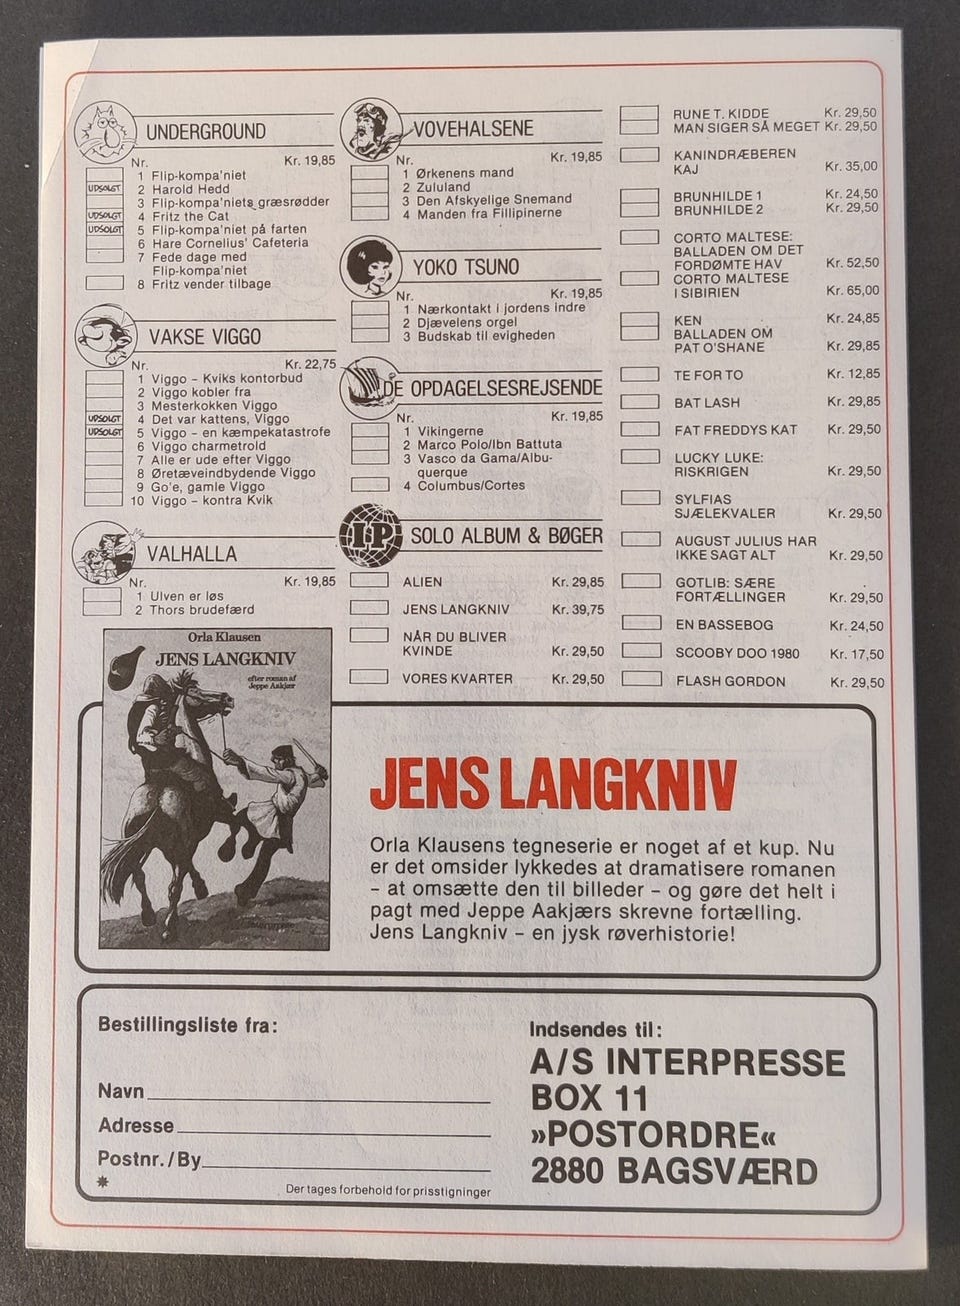 UNDERGROUND
Nr. Kr. 19,85
1 Flip-kompa'niet
UDSOLGT 2 Harold Hedd
3 Flip-kompa'niets græsrødder
UDSOLGT 4 Fritz the Cat
UDSOLGT 5 Flip-kompa'niet på farten
6 Hare Cornelius' Cafeteria
7 Fede dage med
Flip-kompa'niet
8 Fritz vender tilbage
VAKSE VIGGO
Nr. Kr. 22,75
1 Viggo – Kviks kontorbud
2 Viggo kobler fra
3 Mesterkokken Viggo
UDSOLGT 4 Det var kattens, Viggo
UDSOLGT 5 Viggo – en kæmpekatastrofe
6 Viggo charmetrold
7 Alle er ude efter Viggo
8 Øretæveindbydende Viggo
9 Go'e, gamle Viggo
10 Viggo – kontra Kvik
VALHALLA
Nr. Kr. 19,85
1 Ulven er løs
2 Thors brudefærd
VOVEHALSENE
Nr. Kr. 19,85
1 Ørkenens mand
2 Zululand
3 Den Afskyelige Snemand
4 Manden fra Fillipinerne
YOKO TSUNO
Nr. Kr. 19,85
1 Nærkontakt i jordens indre
2 Djævelens orgel
3 Budskab til evigheden
DE OPDAGELSESREJSENDE
Nr. Kr. 19,85
1 Vikingerne
2 Marco Polo/Ibn Battuta
3 Vasco da Gama/Albu-
querque
4 Columbus/Cortes
IP SOLO ALBUM & BØGER
ALIEN Kr. 29,85
JENS LANGKNIV Kr. 39,75
NÅR DU BLIVER
KVINDE Kr. 29,50
VORES KVARTER Kr. 29,50
RUNE T. KIDDE Kr. 29,50
MAN SIGER SÅ MEGET Kr. 29,50
KANINDRÆBEREN
KAJ Kr. 35,00
BRUNHILDE 1 Kr. 24,50
BRUNHILDE 2 Kr. 29,50
CORTO MALTESE:
BALLADEN OM DET
FORDØMTE HAV Kr. 52,50
CORTO MALTESE
I SIBIRIEN Kr. 65,00
KEN Kr. 24,85
BALLADEN OM
PAT O'SHANE Kr. 29,85
TE FOR TO Kr. 12,85
BAT LASH Kr. 29,85
FAT FREDDYS KAT Kr. 29,50
LUCKY LUKE:
RISKRIGEN Kr. 29,50
SYLFIAS
SJÆLEKVALER Kr. 29,50
AUGUST JULIUS HAR
IKKE SAGT ALT Kr. 29,50
GOTLIB: SÆRE
FORTÆLLINGER Kr. 29,50
EN BASSEBOG Kr. 24,50
SCOOBY DOO 1980 Kr. 17,50
FLASH GORDON Kr. 29,50
Orla Klausen
JENS LANGKNIV
efter roman af
Jeppe Aakjær
JENS LANGKNIV
Orla Klausens tegneserie er noget af et kup. Nu
er det omsider lykkedes at dramatisere romanen
– at omsætte den til billeder – og gøre det helt i
pagt med Jeppe Aakjærs skrevne fortælling.
Jens Langkniv – en jysk røverhistorie!
Bestillingsliste fra:
Navn
Adresse
Postnr./By
*
Der tages forbehold for prisstigninger
Indsendes til:
A/S INTERPRESSE
BOX 11
»POSTORDRE«
2880 BAGSVÆRD